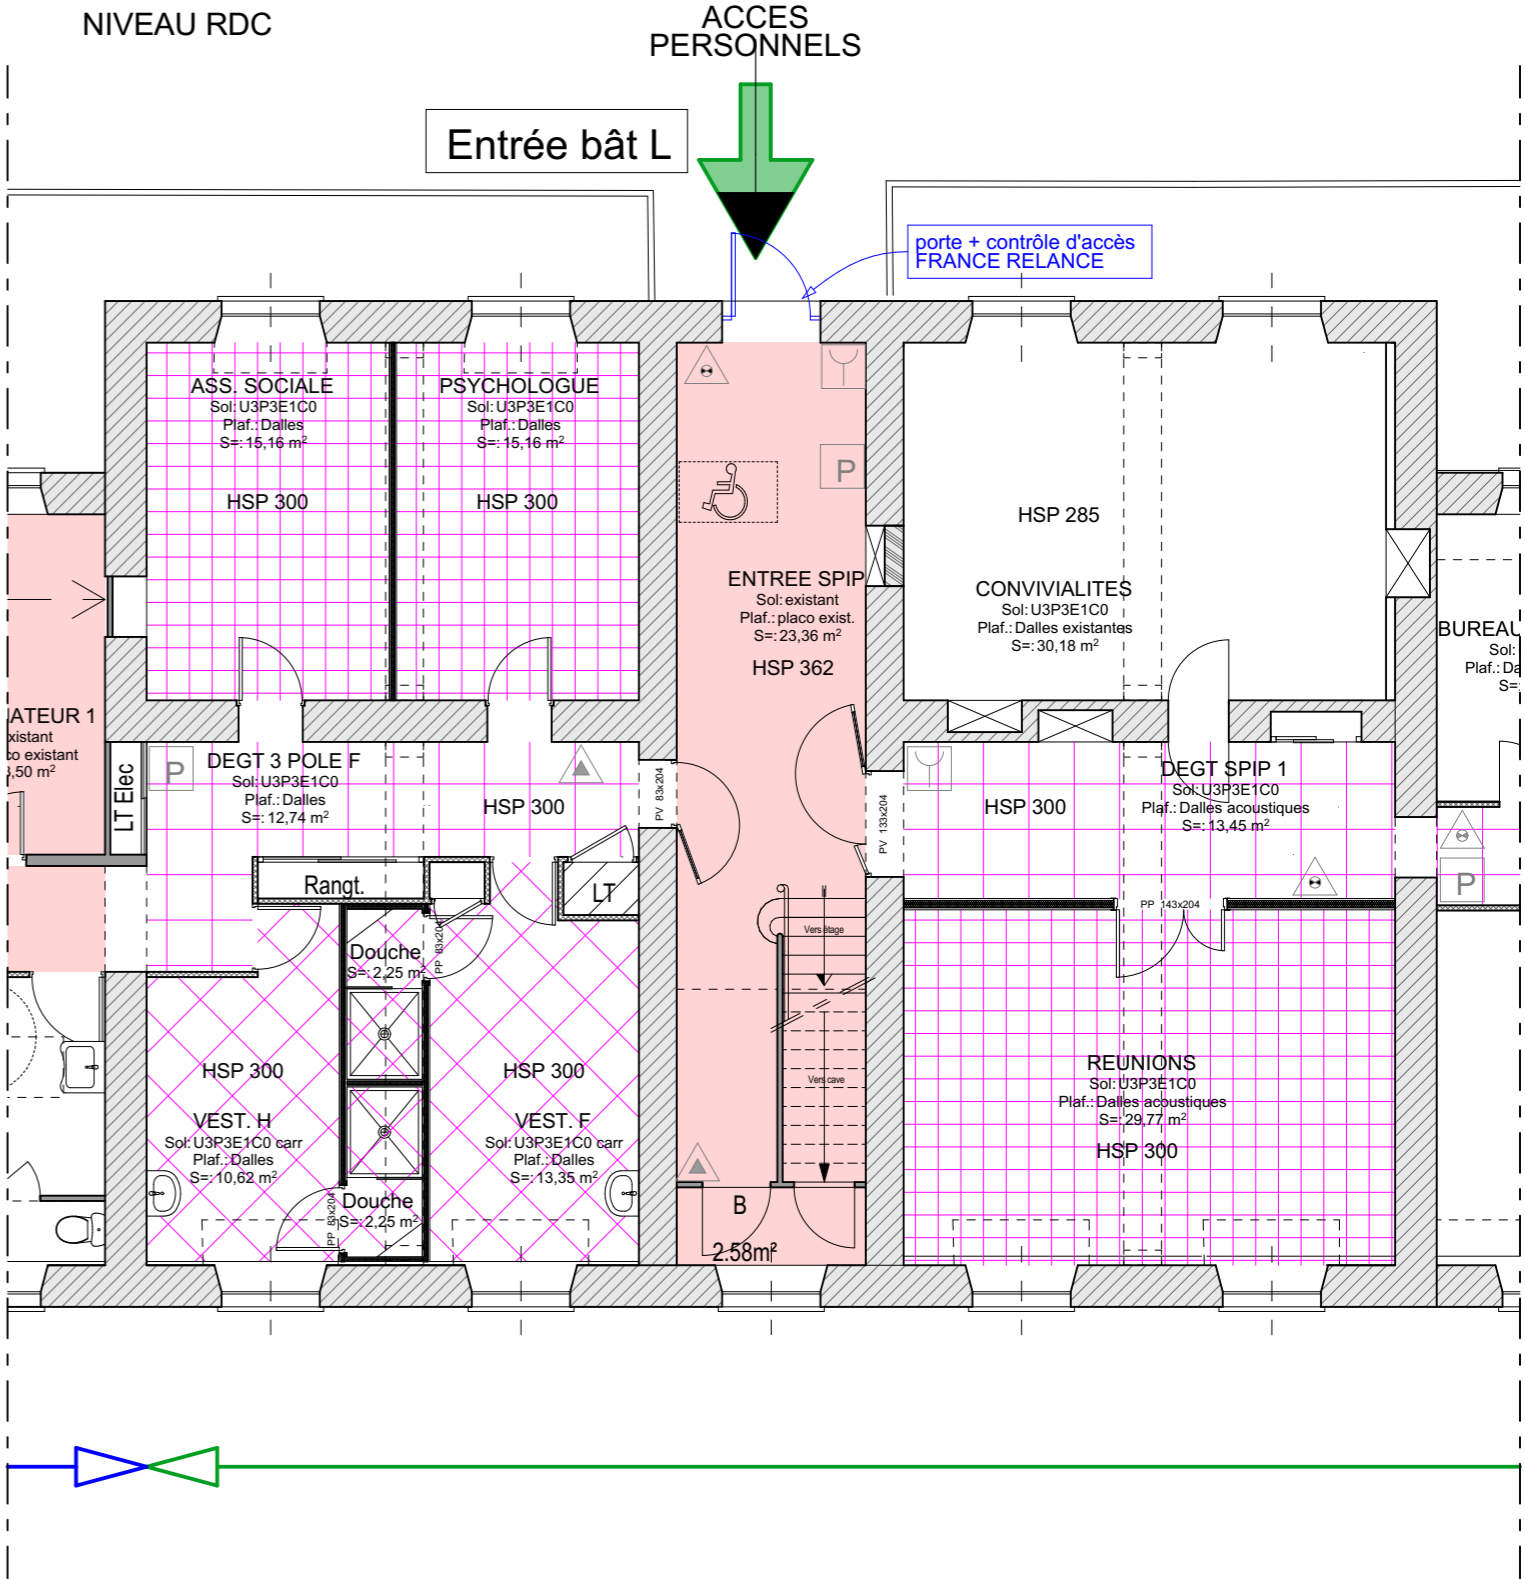 NIVEAU RDC
ACCES
PERSONNELS
Entrée bât L
porte + contrôle d'accès
FRANCE RELANCE
ASS. SOCIALE
Sol: U3P3E1C0
Plaf.: Dalles
S=: 15,16 m²
HSP 300
PSYCHOLOGUE
Sol: U3P3E1C0
Plaf.: Dalles
S=: 15,16 m²
HSP 300
P
ENTREE SPIP
Sol: existant
Plaf.: placo exist.
S=: 23,36 m²
HSP 362
HSP 285
CONVIVIALITES
Sol: U3P3E1C0
Plaf.: Dalles existantes
S=: 30,18 m²
BUREAU
Sol:
Plaf.: Da
S=:
ATEUR 1
xistant
co existant
,50 m²
LT Elec
P
DEGT 3 POLE F
Sol: U3P3E1C0
Plaf.: Dalles
S=: 12,74 m²
HSP 300
PV 83x204
PV 133x204
HSP 300
DEGT SPIP 1
Sol: U3P3E1C0
Plaf.: Dalles acoustiques
S=: 13,45 m²
P
Rangt.
LT
PP 143x204
Douche
S=: 2,25 m²
PP 83x204
Vers étage
Vers cave
HSP 300
VEST. H
Sol: U3P3E1C0 carr
Plaf.: Dalles
S=: 10,62 m²
HSP 300
VEST. F
Sol: U3P3E1C0 carr
Plaf.: Dalles
S=: 13,35 m²
Douche
S=: 2,25 m²
PP 83x204
REUNIONS
Sol: U3P3E1C0
Plaf.: Dalles acoustiques
S=: 29,77 m²
HSP 300
B
2.58m²